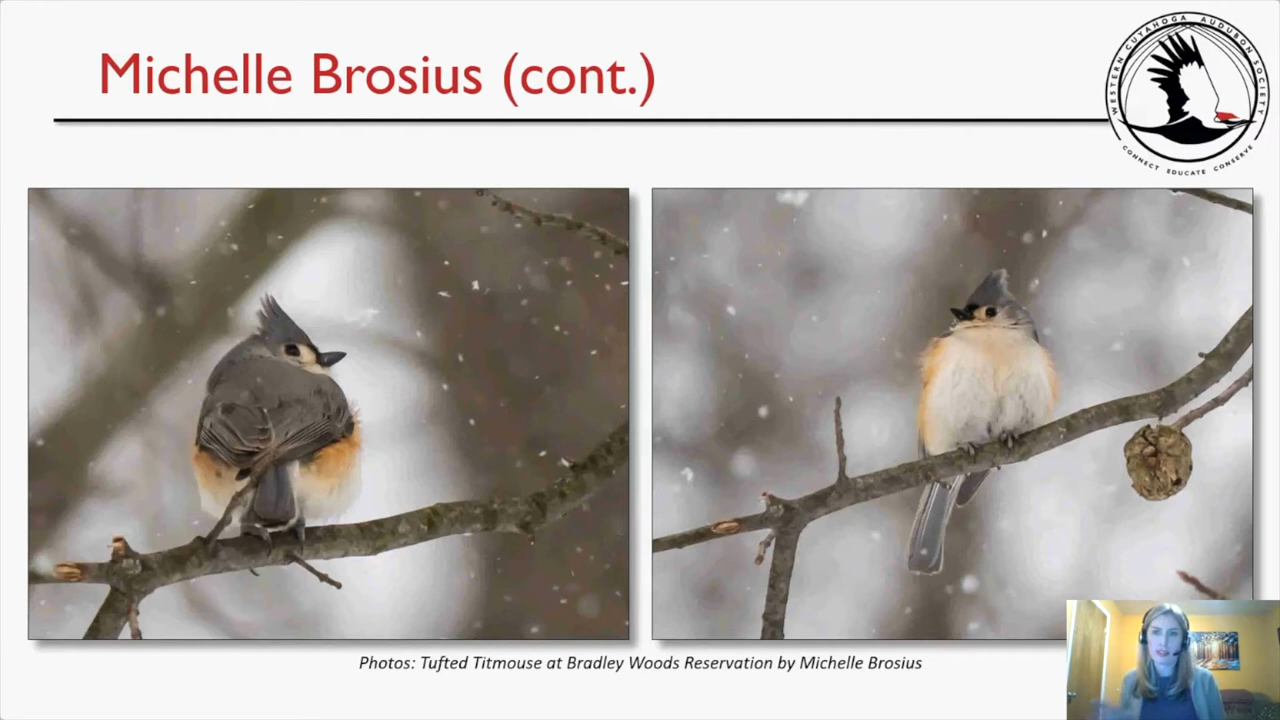 Michelle Brosius (cont.)
WESTERN CUYAHOGA AUDUBON SOCIETY
CONNECT EDUCATE CONSERVE
Photos: Tufted Titmouse at Bradley Woods Reservation by Michelle Brosius